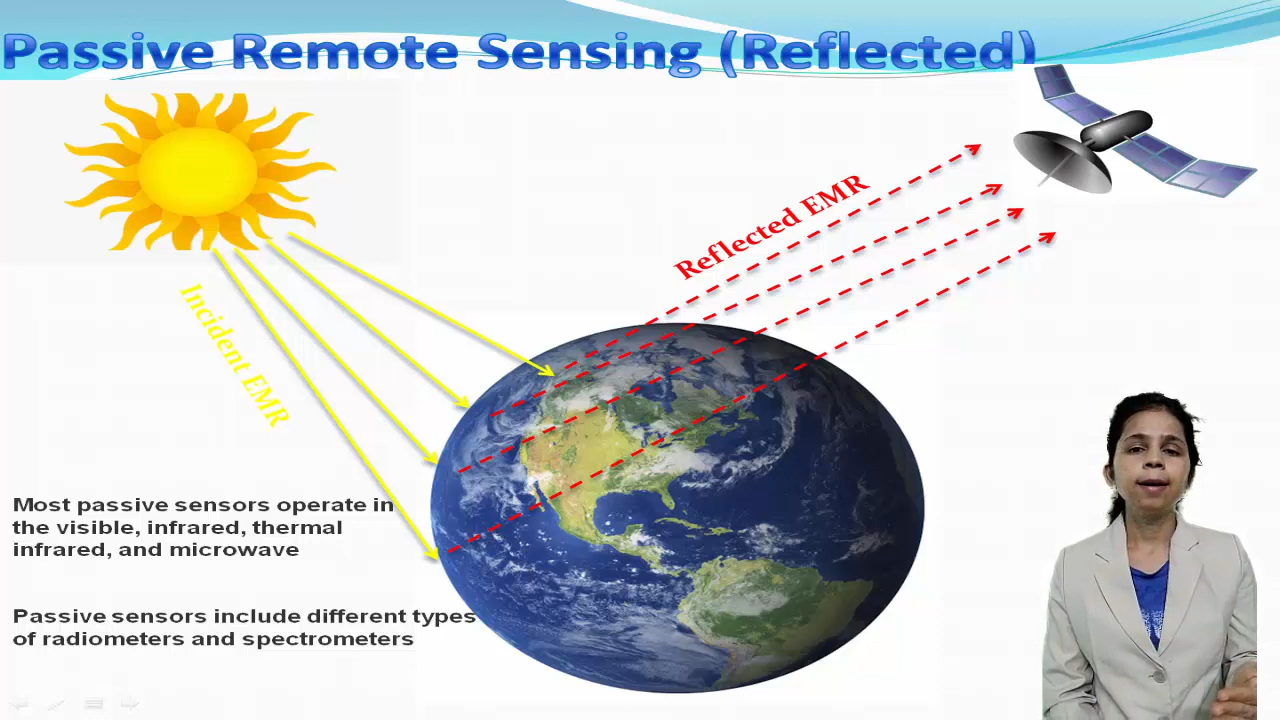 Passive Remote Sensing (Reflected)
Reflected EMR
Incident EMR
Most passive sensors operate in
the visible, infrared, thermal
infrared, and microwave
Passive sensors include different types
of radiometers and spectrometers